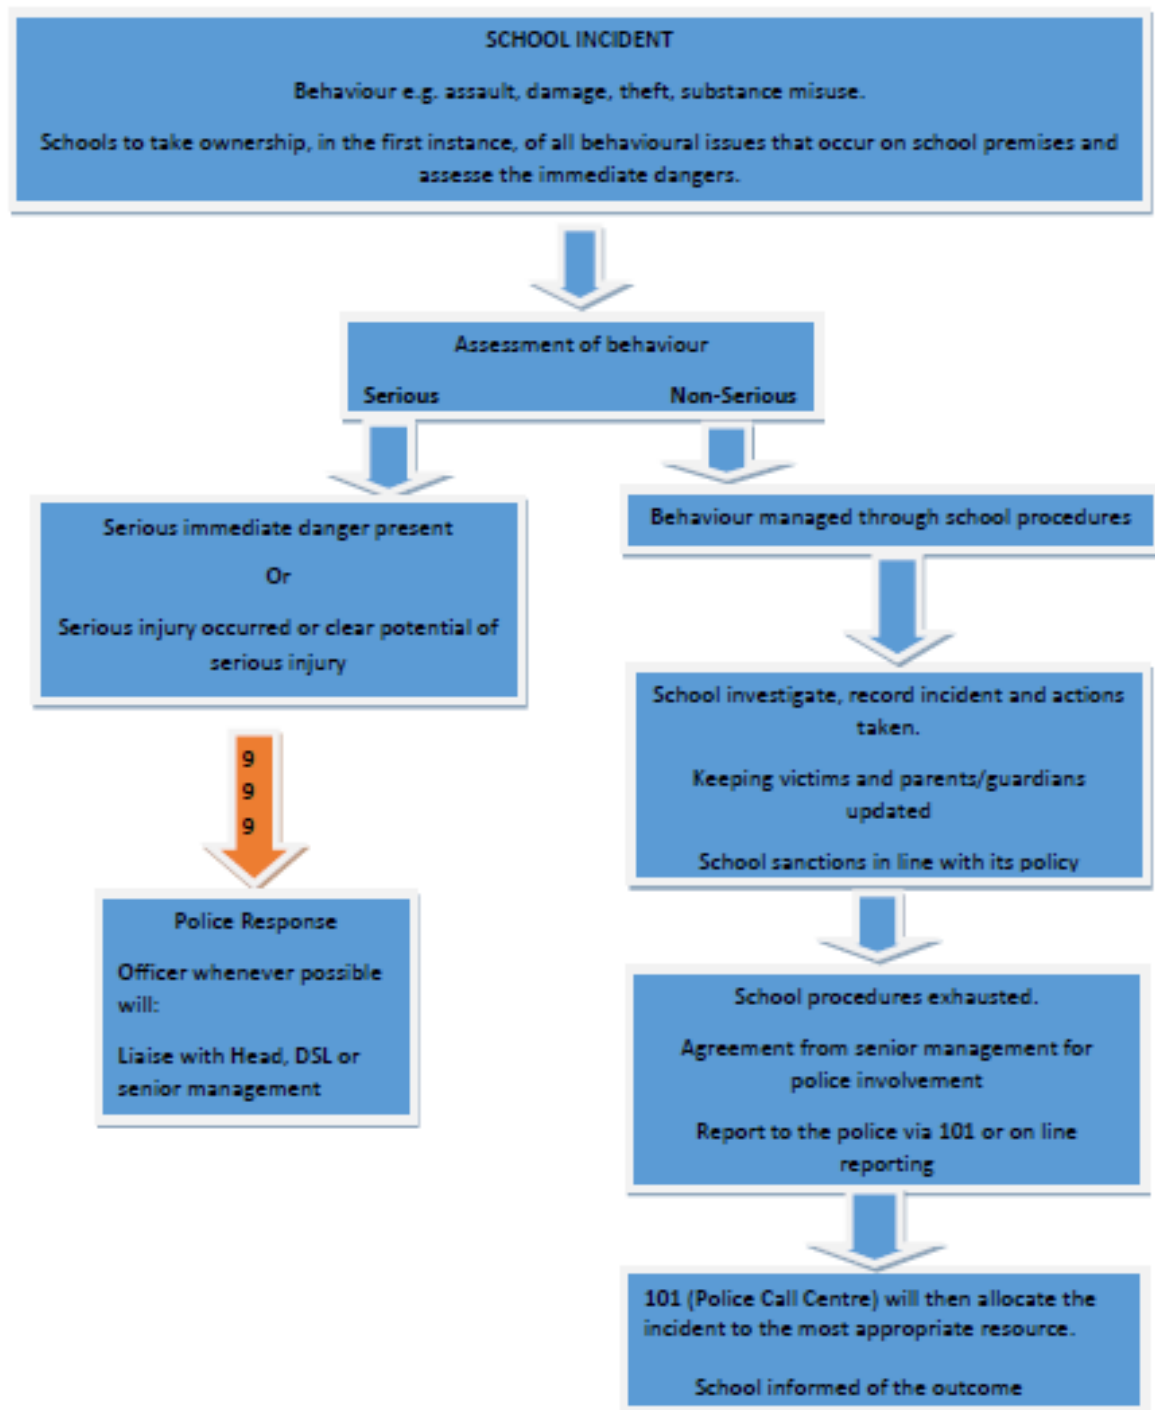 SCHOOL INCIDENT
Behaviour e.g. assault, damage, theft, substance misuse.
Schools to take ownership, in the first instance, of all behavioural issues that occur on school premises and
assesse the immediate dangers.
Assessment of behaviour
Serious Non-Serious
Serious immediate danger present
Or
Serious injury occurred or clear potential of
serious injury
9
9
9
Police Response
Officer whenever possible
will:
Liaise with Head, DSL or
senior management
Behaviour managed through school procedures
School investigate, record incident and actions
taken.
Keeping victims and parents/guardians
updated
School sanctions in line with its policy
School procedures exhausted.
Agreement from senior management for
police involvement
Report to the police via 101 or on line
reporting
101 (Police Call Centre) will then allocate the
incident to the most appropriate resource.
School informed of the outcome